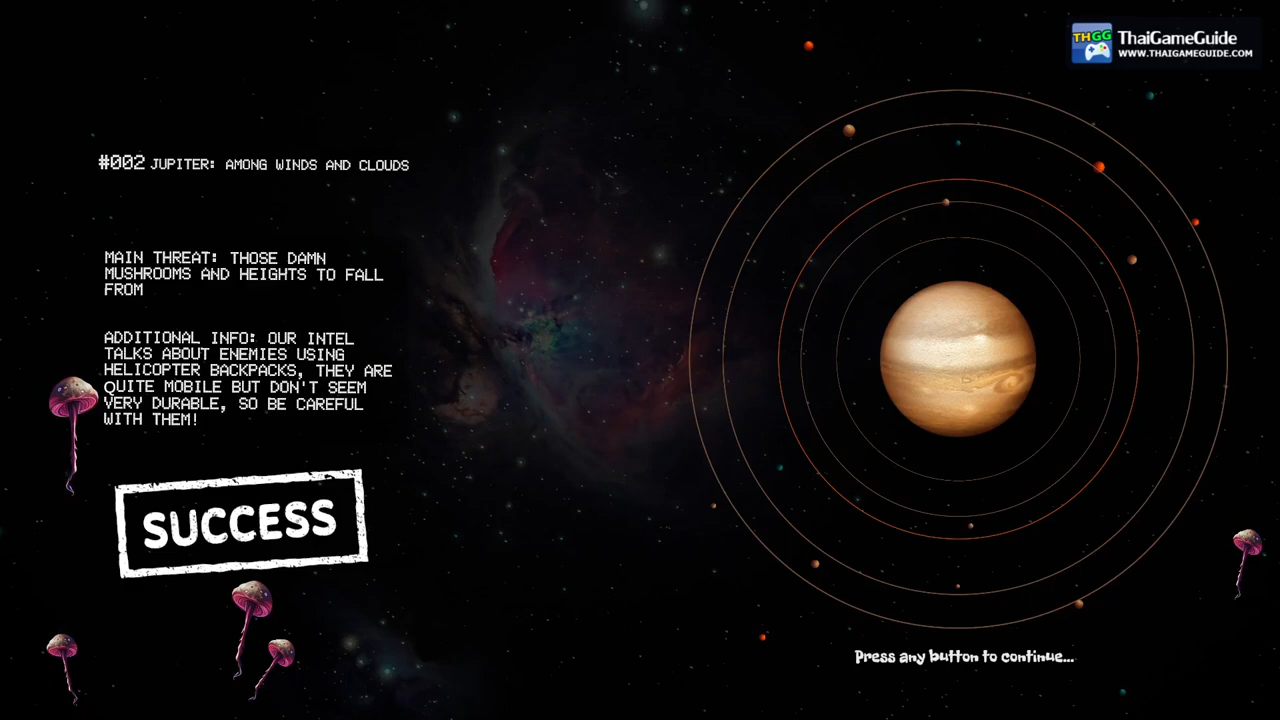 THGG ThaiGameGuide
WWW.THAIGAMEGUIDE.COM
#002 JUPITER: AMONG WINDS AND CLOUDS
MAIN THREAT: THOSE DAMN
MUSHROOMS AND HEIGHTS TO FALL
FROM
ADDITIONAL INFO: OUR INTEL
TALKS ABOUT ENEMIES USING
HELICOPTER BACKPACKS, THEY ARE
QUITE MOBILE BUT DON'T SEEM
VERY DURABLE, SO BE CAREFUL
WITH THEM!
SUCCESS
Press any button to continue...